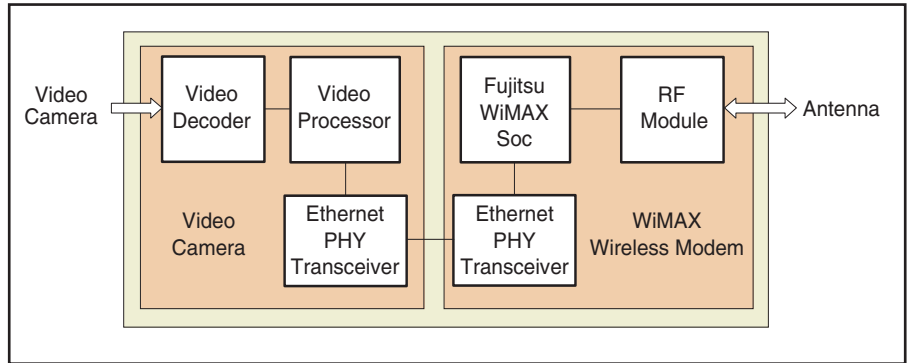 Video
Camera
Video
Decoder
Video
Processor
Fujitsu
WiMAX
Soc
RF
Module
Antenna
Video
Camera
Ethernet
PHY
Transceiver
Ethernet
PHY
Transceiver
WiMAX
Wireless Modem